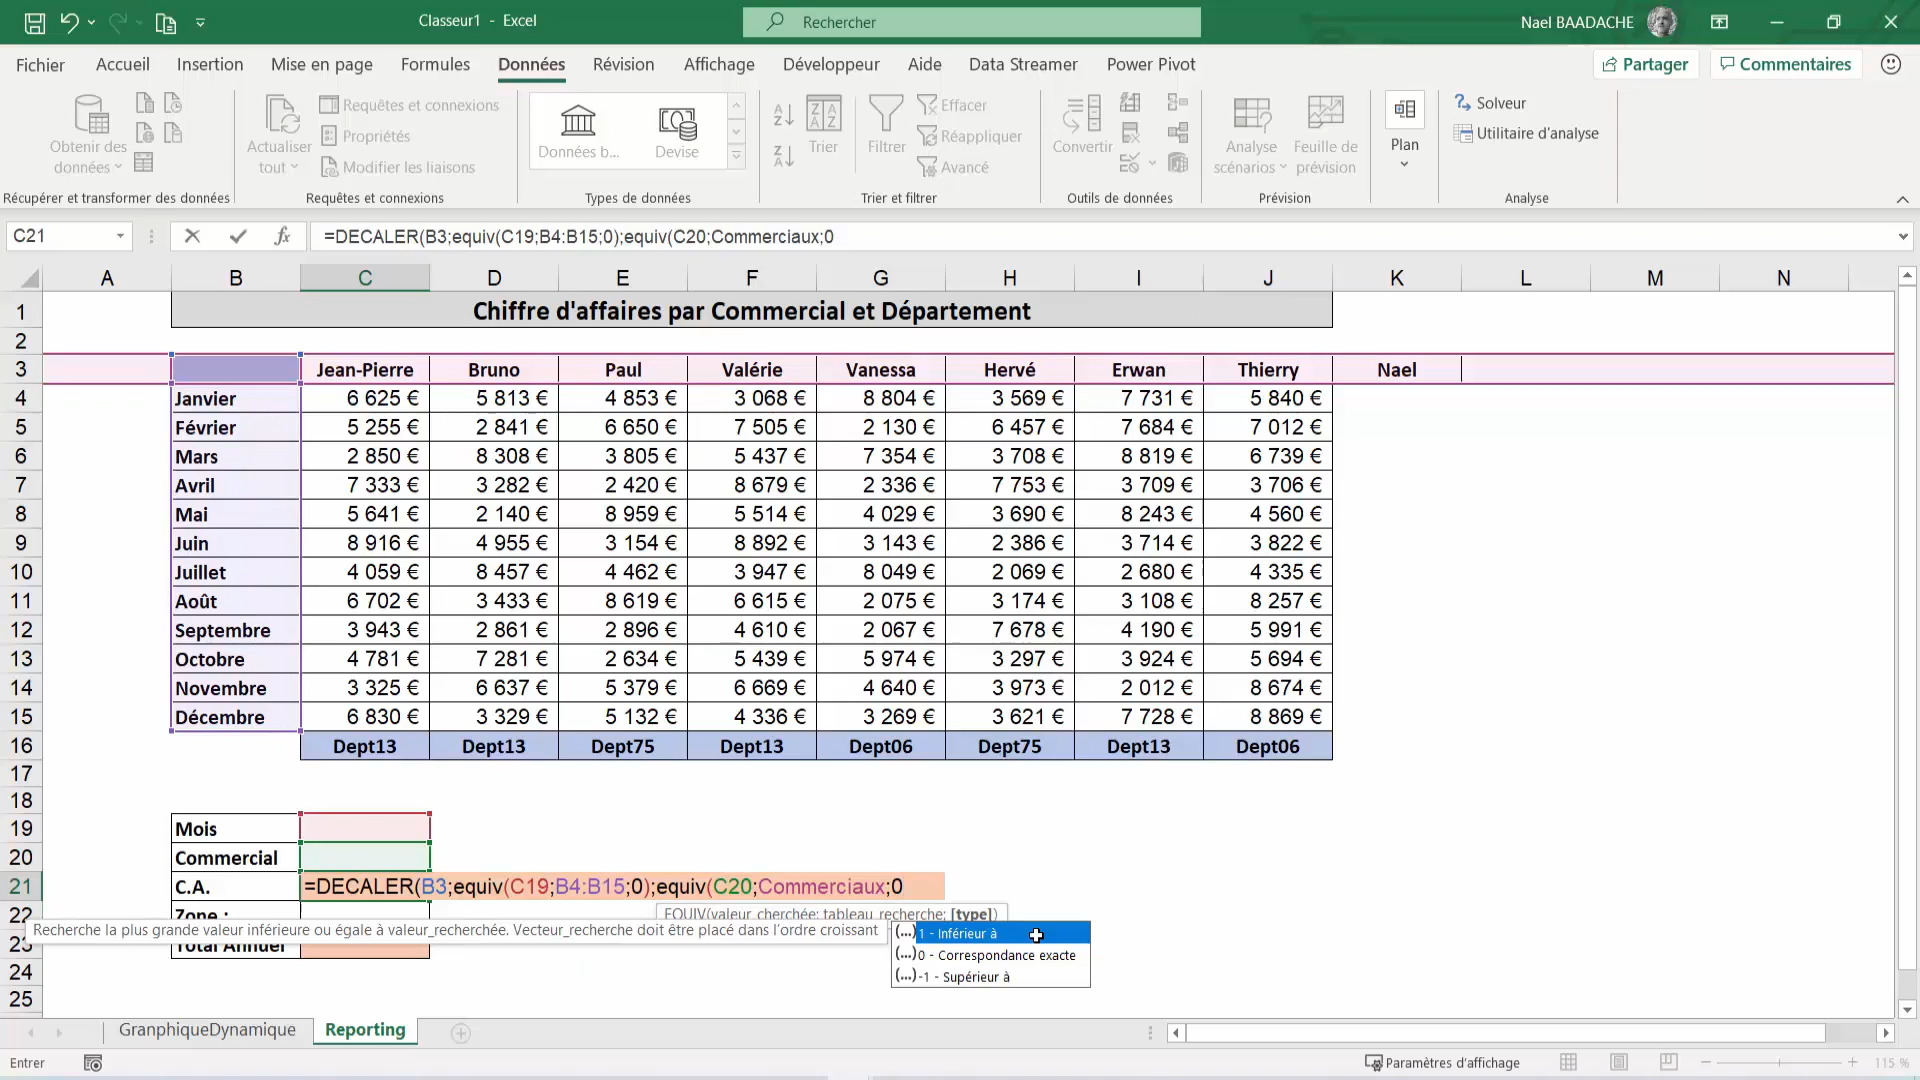 Classeur1 - Excel
Rechercher
Nael BAADACHE
Fichier Accueil Insertion Mise en page Formules Données Révision Affichage Développeur Aide Data Streamer Power Pivot
Partager Commentaires
Obtenir des données
Actualiser tout
Requêtes et connexions
Propriétés
Modifier les liaisons
Données b...
Devise
Trier
Filtrer
Effacer
Réappliquer
Avancé
Convertir
Analyse scénarios
Feuille de prévision
Plan
Solveur
Utilitaire d'analyse
Récupérer et transformer des données
Requêtes et connexions
Types de données
Trier et filtrer
Outils de données
Prévision
Analyse
C21
fx
=DECALER(B3;equiv(C19;B4:B15;0);equiv(C20;Commerciaux;0
A B C D E F G H I J K L M N
1 Chiffre d'affaires par Commercial et Département
2
3 Jean-Pierre Bruno Paul Valérie Vanessa Hervé Erwan Thierry Nael
4 Janvier 6 625 € 5 813 € 4 853 € 3 068 € 8 804 € 3 569 € 7 731 € 5 840 €
5 Février 5 255 € 2 841 € 6 650 € 7 505 € 2 130 € 6 457 € 7 684 € 7 012 €
6 Mars 2 850 € 8 308 € 3 805 € 5 437 € 7 354 € 3 708 € 8 819 € 6 739 €
7 Avril 7 333 € 3 282 € 2 420 € 8 679 € 2 336 € 7 753 € 3 709 € 3 706 €
8 Mai 5 641 € 2 140 € 8 959 € 5 514 € 4 029 € 3 690 € 8 243 € 4 560 €
9 Juin 8 916 € 4 955 € 3 154 € 8 892 € 3 143 € 2 386 € 3 714 € 3 822 €
10 Juillet 4 059 € 8 457 € 4 462 € 3 947 € 8 049 € 2 069 € 2 680 € 4 335 €
11 Août 6 702 € 3 433 € 8 619 € 6 615 € 2 075 € 3 174 € 3 108 € 8 257 €
12 Septembre 3 943 € 2 861 € 2 896 € 4 610 € 2 067 € 7 678 € 4 190 € 5 991 €
13 Octobre 4 781 € 7 281 € 2 634 € 5 439 € 5 974 € 3 297 € 3 924 € 5 694 €
14 Novembre 3 325 € 6 637 € 5 379 € 6 669 € 4 640 € 3 973 € 2 012 € 8 674 €
15 Décembre 6 830 € 3 329 € 5 132 € 4 336 € 3 269 € 3 621 € 7 728 € 8 869 €
16 Dept13 Dept13 Dept75 Dept13 Dept06 Dept75 Dept13 Dept06
17
18
19 Mois
20 Commercial
21 C.A. =DECALER(B3;equiv(C19;B4:B15;0);equiv(C20;Commerciaux;0
22 Zone : EQUIV(valeur_cherchée; tableau_recherche; [type])
Recherche la plus grande valeur inférieure ou égale à valeur_recherchée. Vecteur_recherche doit être placé dans l'ordre croissant
(...) 1 - Inférieur à
(...) 0 - Correspondance exacte
(...) -1 - Supérieur à
23 Total Annuel
24
25
GranphiqueDynamique Reporting
Entrer
Paramètres d'affichage
115 %